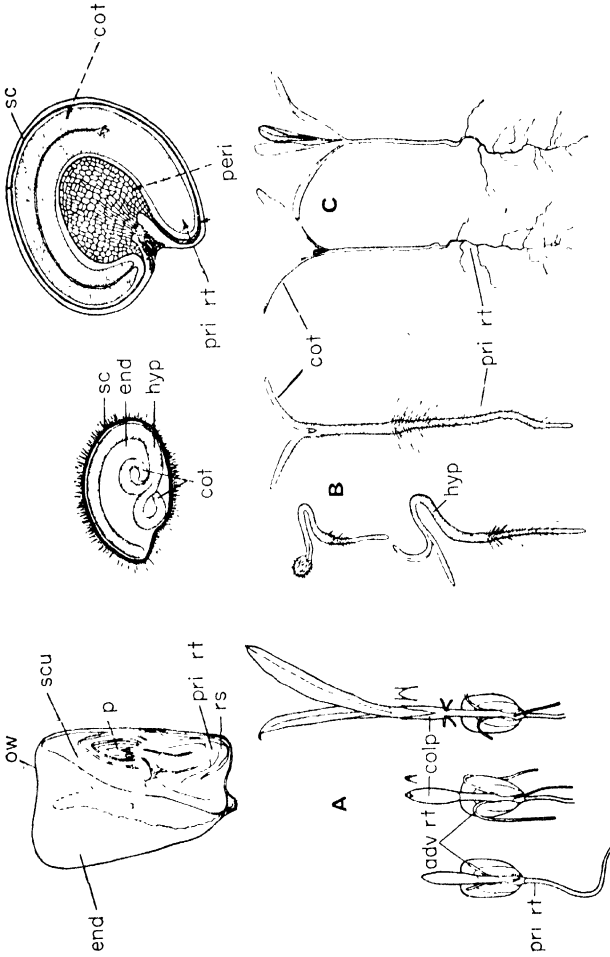 ow
scu
p
pri rt
rs
end
A
colp
adv rt
pri rt
sc
end
hyp
cot
B
hyp
sc
cot
peri
pri rt
C
cot
pri rt